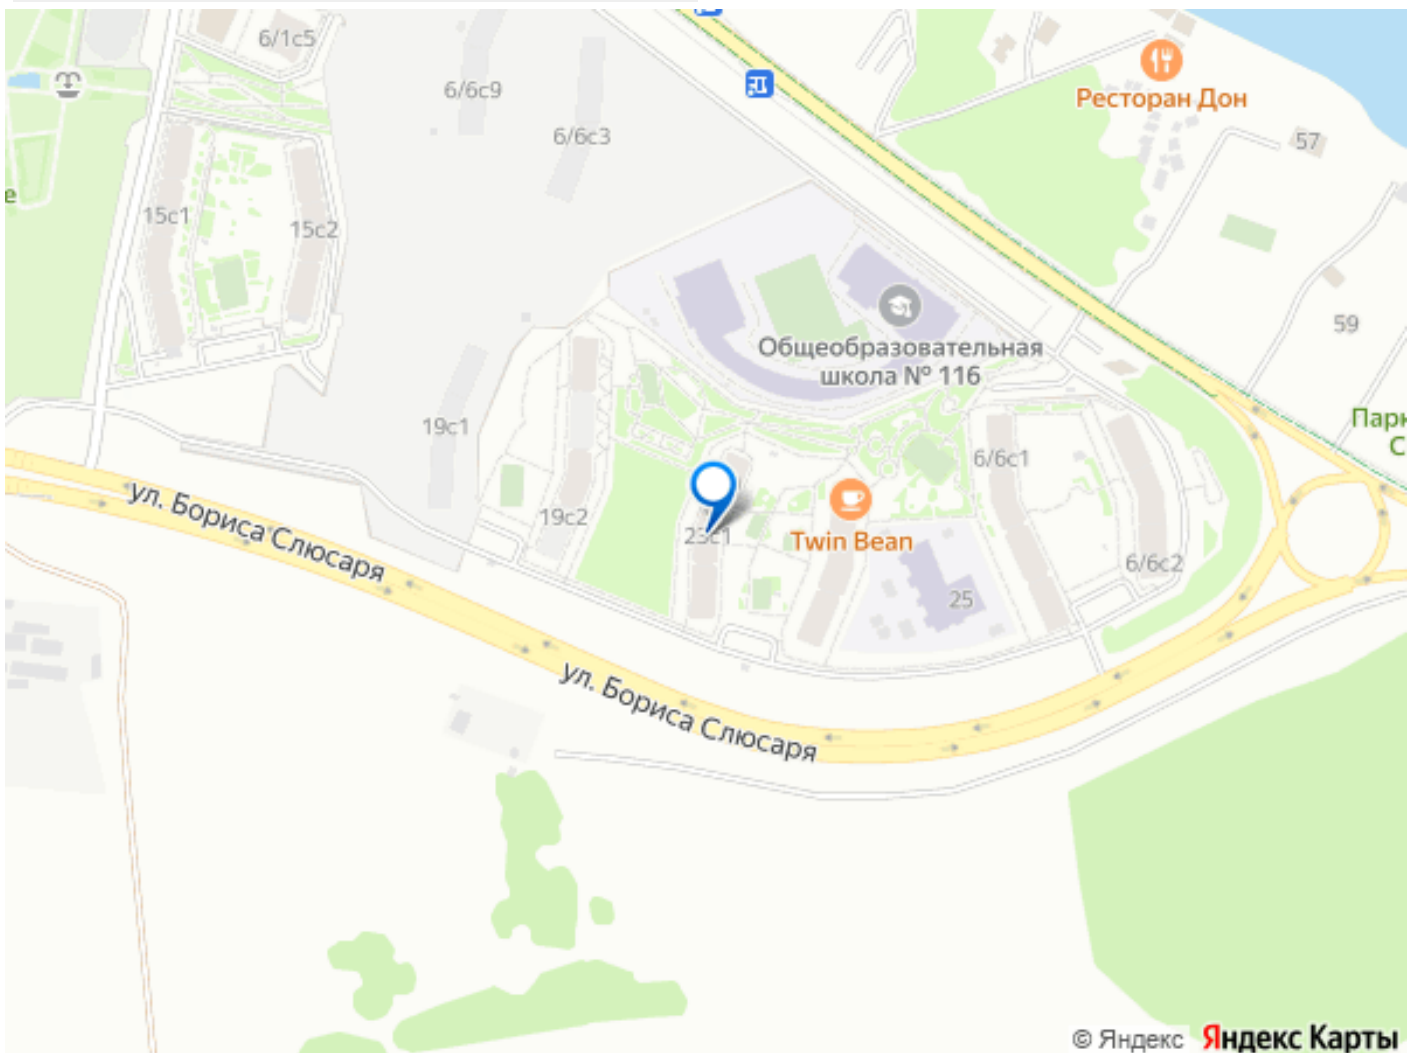 6/1с5
6/6с9
6/6с3
Ресторан Дон
57
е
15с1
15с2
59
Общеобразовательная
школа № 116
Парк
С
19с1
6/6с1
19с2
23с1
Twin Bean
6/6с2
25
ул. Бориса Слюсаря
ул. Бориса Слюсаря
© Яндекс Яндекс Карты